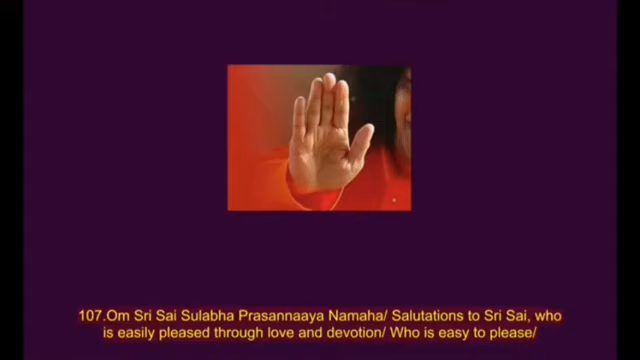 107.Om Sri Sai Sulabha Prasannaaya Namaha/ Salutations to Sri Sai, who
is easily pleased through love and devotion/ Who is easy to please/